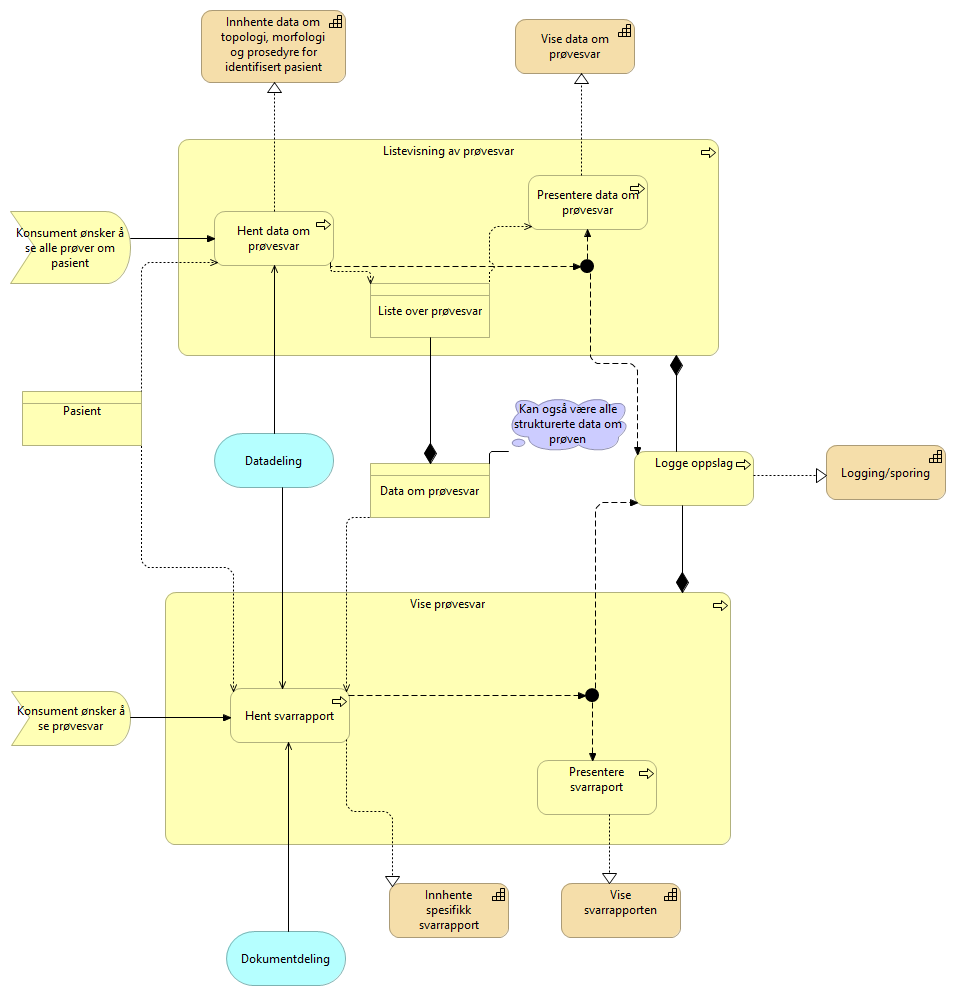 Innhente data om
topologi, morfologi
og prosedyre for
identifisert pasient
Vise data om
prøvesvar
Listevisning av prøvesvar
Presentere data om
prøvesvar
Konsument ønsker å
se alle prøver om
pasient
Hent data om
prøvesvar
Liste over prøvesvar
Pasient
Kan også være alle
strukturerte data om
prøven
Datadeling
Data om prøvesvar
Logge oppslag
Logging/sporing
Vise prøvesvar
Konsument ønsker å
se prøvesvar
Hent svarrapport
Presentere
svarraport
Innhente
spesifikk
svarrapport
Vise
svarrapporten
Dokumentdeling